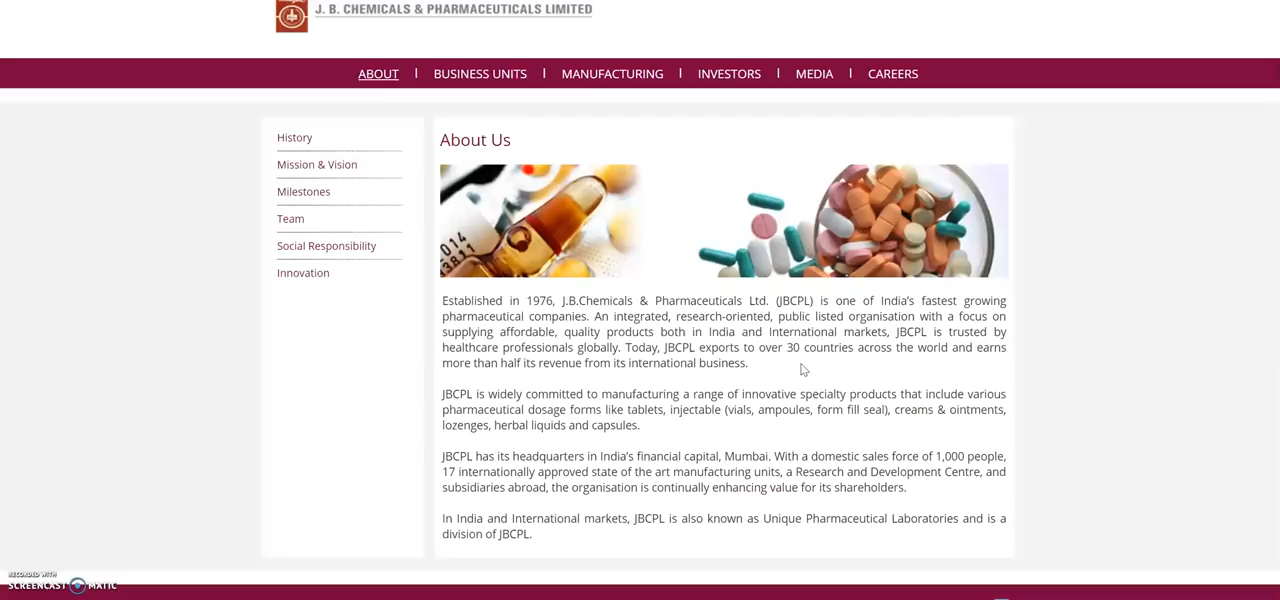 J. B. CHEMICALS & PHARMACEUTICALS LIMITED
ABOUT | BUSINESS UNITS | MANUFACTURING | INVESTORS | MEDIA | CAREERS
History
Mission & Vision
Milestones
Team
Social Responsibility
Innovation
About Us
2014
3811
Established in 1976, J.B.Chemicals & Pharmaceuticals Ltd. (JBCPL) is one of India's fastest growing
pharmaceutical companies. An integrated, research-oriented, public listed organisation with a focus on
supplying affordable, quality products both in India and International markets, JBCPL is trusted by
healthcare professionals globally. Today, JBCPL exports to over 30 countries across the world and earns
more than half its revenue from its international business.
JBCPL is widely committed to manufacturing a range of innovative specialty products that include various
pharmaceutical dosage forms like tablets, injectable (vials, ampoules, form fill seal), creams & ointments,
lozenges, herbal liquids and capsules.
JBCPL has its headquarters in India's financial capital, Mumbai. With a domestic sales force of 1,000 people,
17 internationally approved state of the art manufacturing units, a Research and Development Centre, and
subsidiaries abroad, the organisation is continually enhancing value for its shareholders.
In India and International markets, JBCPL is also known as Unique Pharmaceutical Laboratories and is a
division of JBCPL.
RECORDED WITH
SCREENCAST MATIC